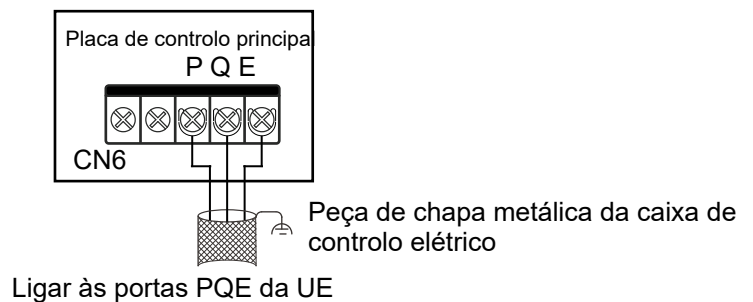 Placa de controlo principal
P Q E
CN6
Peça de chapa metálica da caixa de
controlo elétrico
Ligar às portas PQE da UE